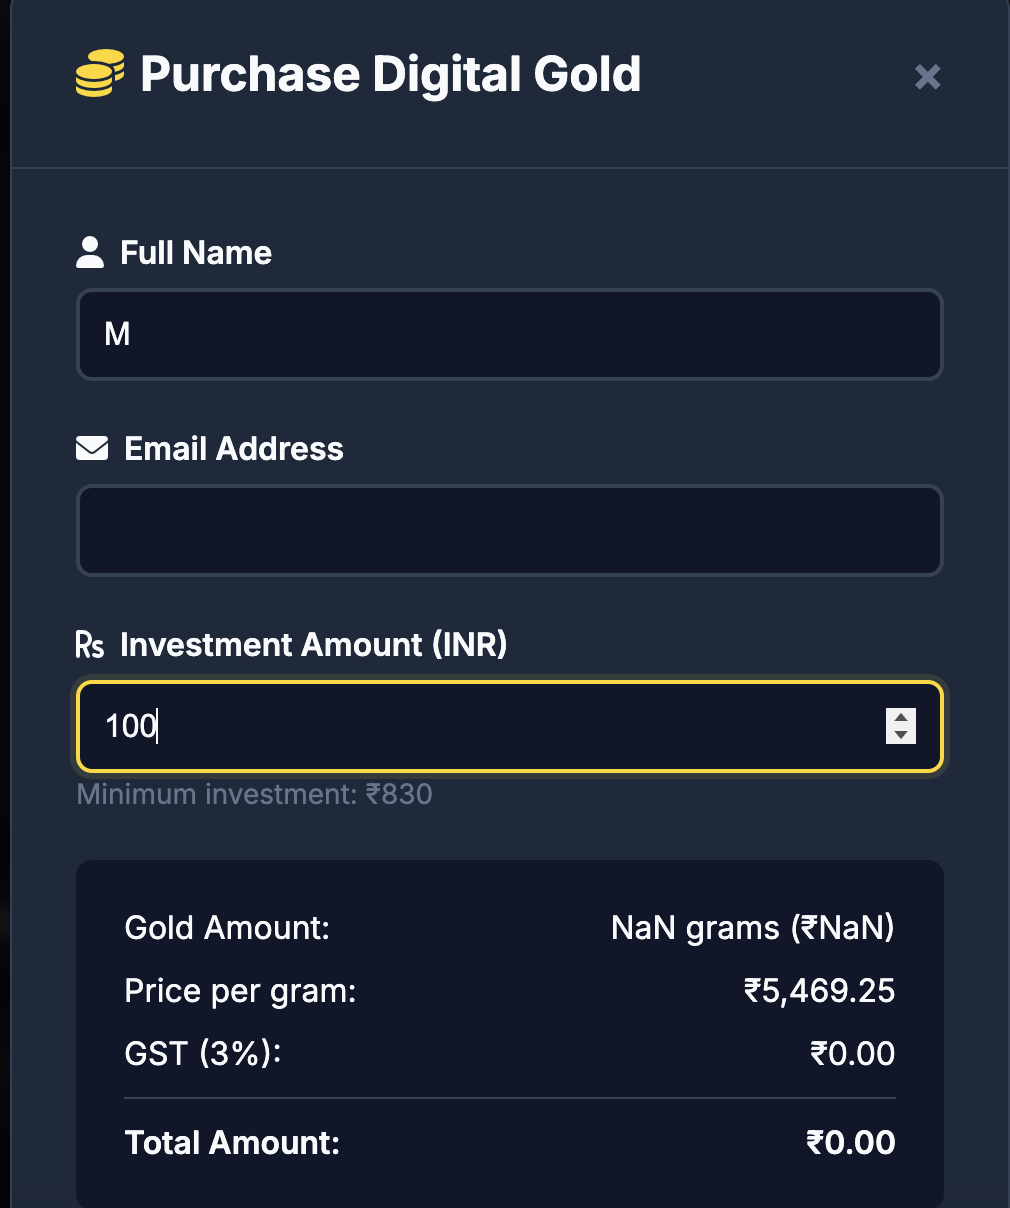 Purchase Digital Gold
Full Name
M
Email Address
Rs Investment Amount (INR)
100
Minimum investment: ₹830
Gold Amount: NaN grams (₹NaN)
Price per gram: ₹5,469.25
GST (3%): ₹0.00
Total Amount: ₹0.00